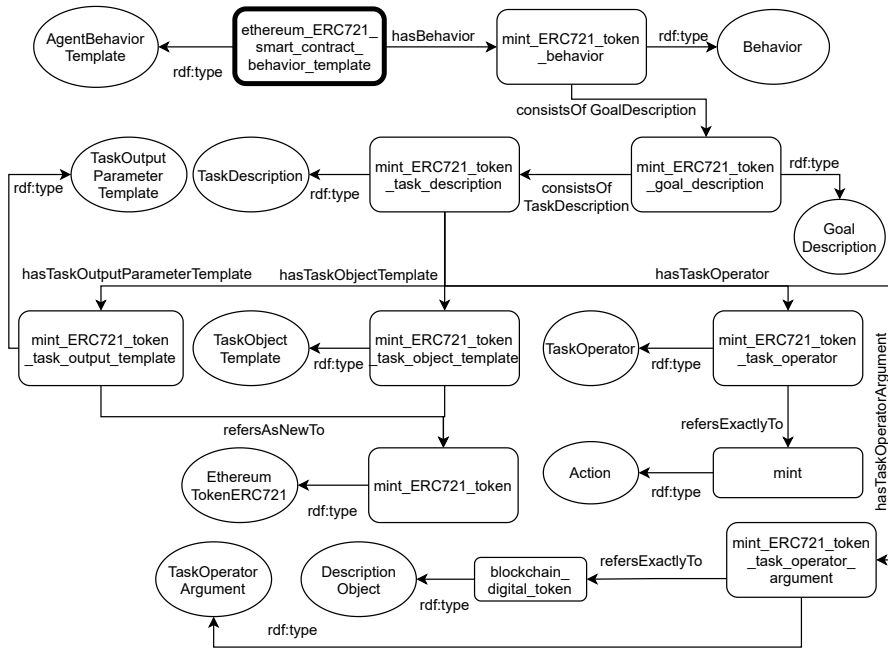 AgentBehavior
Template
rdf:type
ethereum_ERC721_
smart_contract_
behavior_template
hasBehavior
mint_ERC721_token
_behavior
rdf:type
Behavior
consistsOf GoalDescription
TaskOutput
Parameter
Template
rdf:type
TaskDescription
rdf:type
mint_ERC721_token
_task_description
consistsOf
TaskDescription
mint_ERC721_token
_goal_description
rdf:type
Goal
Description
hasTaskOutputParameterTemplate
hasTaskObjectTemplate
hasTaskOperator
mint_ERC721_token
_task_output_template
TaskObject
Template
rdf:type
mint_ERC721_token
_task_object_template
TaskOperator
rdf:type
mint_ERC721_token
_task_operator
hasTaskOperatorArgument
refersAsNewTo
refersExactlyTo
Ethereum
TokenERC721
rdf:type
mint_ERC721_token
Action
rdf:type
mint
TaskOperator
Argument
Description
Object
rdf:type
blockchain_
digital_token
refersExactlyTo
mint_ERC721_token
_task_operator_
argument
rdf:type